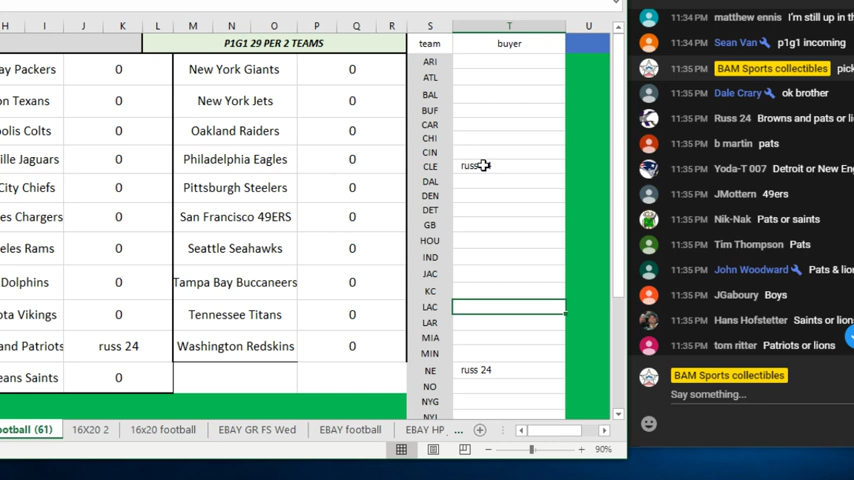 H I J K L M N O P Q R S T U
P1G1 29 PER 2 TEAMS
team buyer
ay Packers 0 New York Giants 0
on Texans 0 New York Jets 0
polis Colts 0 Oakland Raiders 0
ille Jaguars 0 Philadelphia Eagles 0
City Chiefs 0 Pittsburgh Steelers 0
es Chargers 0 San Francisco 49ERS 0
eles Rams 0 Seattle Seahawks 0
Dolphins 0 Tampa Bay Buccaneers 0
ota Vikings 0 Tennessee Titans 0
and Patriots russ 24 Washington Redskins 0
eans Saints 0
ARI
ATL
BAL
BUF
CAR
CHI
CIN
CLE russ
DAL
DEN
DET
GB
HOU
IND
JAC
KC
LAC
LAR
MIA
MIN
NE russ 24
NO
NYG
NYJ
ootball (61) 16X20 2 16x20 football EBAY GR FS Wed EBAY football EBAY HP ...
90%
11:34 PM matthew ennis I'm still up in th
11:34 PM Sean Van p1g1 incoming
11:35 PM BAM Sports collectibles pick
11:35 PM Dale Crary ok brother
11:35 PM Russ 24 Browns and pats or li
11:35 PM b martin pats
11:35 PM Yoda-T 007 Detroit or New Eng
11:35 PM JMottern 49ers
11:35 PM Nik-Nak Pats or saints
11:35 PM Tim Thompson Pats
11:35 PM John Woodward Pats & li
11:35 PM JGaboury Boys
11:35 PM Hans Hofstetter Saints or
11:35 PM tom ritter Patriots or lions
BAM Sports collectibles
Say something...